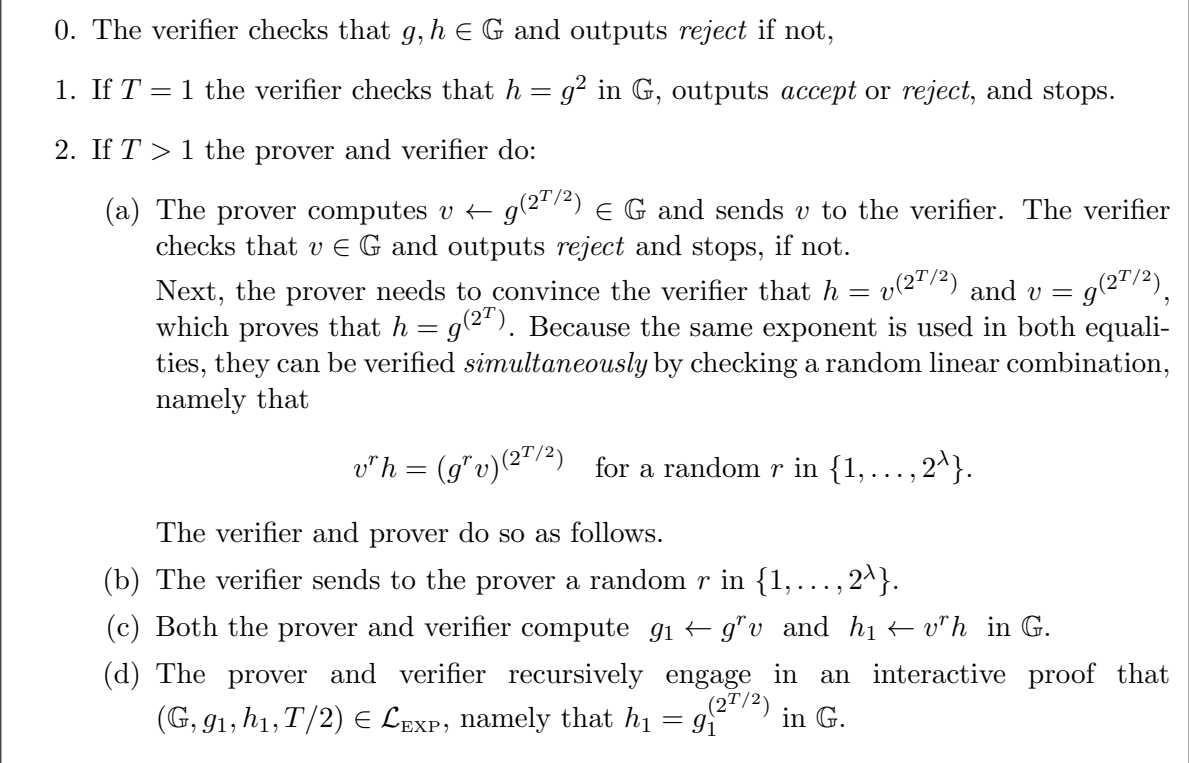 0. The verifier checks that g, h ∈ 𝔾 and outputs reject if not,
1. If T = 1 the verifier checks that h = g² in 𝔾, outputs accept or reject, and stops.
2. If T > 1 the prover and verifier do:
(a) The prover computes v ← g^(2^{T/2}) ∈ 𝔾 and sends v to the verifier. The verifier
checks that v ∈ 𝔾 and outputs reject and stops, if not.
Next, the prover needs to convince the verifier that h = v^(2^{T/2}) and v = g^(2^{T/2}),
which proves that h = g^(2^T). Because the same exponent is used in both equali-
ties, they can be verified simultaneously by checking a random linear combination,
namely that
v^r h = (g^r v)^(2^{T/2}) for a random r in {1, . . . , 2^λ}.
The verifier and prover do so as follows.
(b) The verifier sends to the prover a random r in {1, . . . , 2^λ}.
(c) Both the prover and verifier compute g₁ ← g^r v and h₁ ← v^r h in 𝔾.
(d) The prover and verifier recursively engage in an interactive proof that
(𝔾, g₁, h₁, T/2) ∈ ℒ_EXP, namely that h₁ = g₁^(2^{T/2}) in 𝔾.